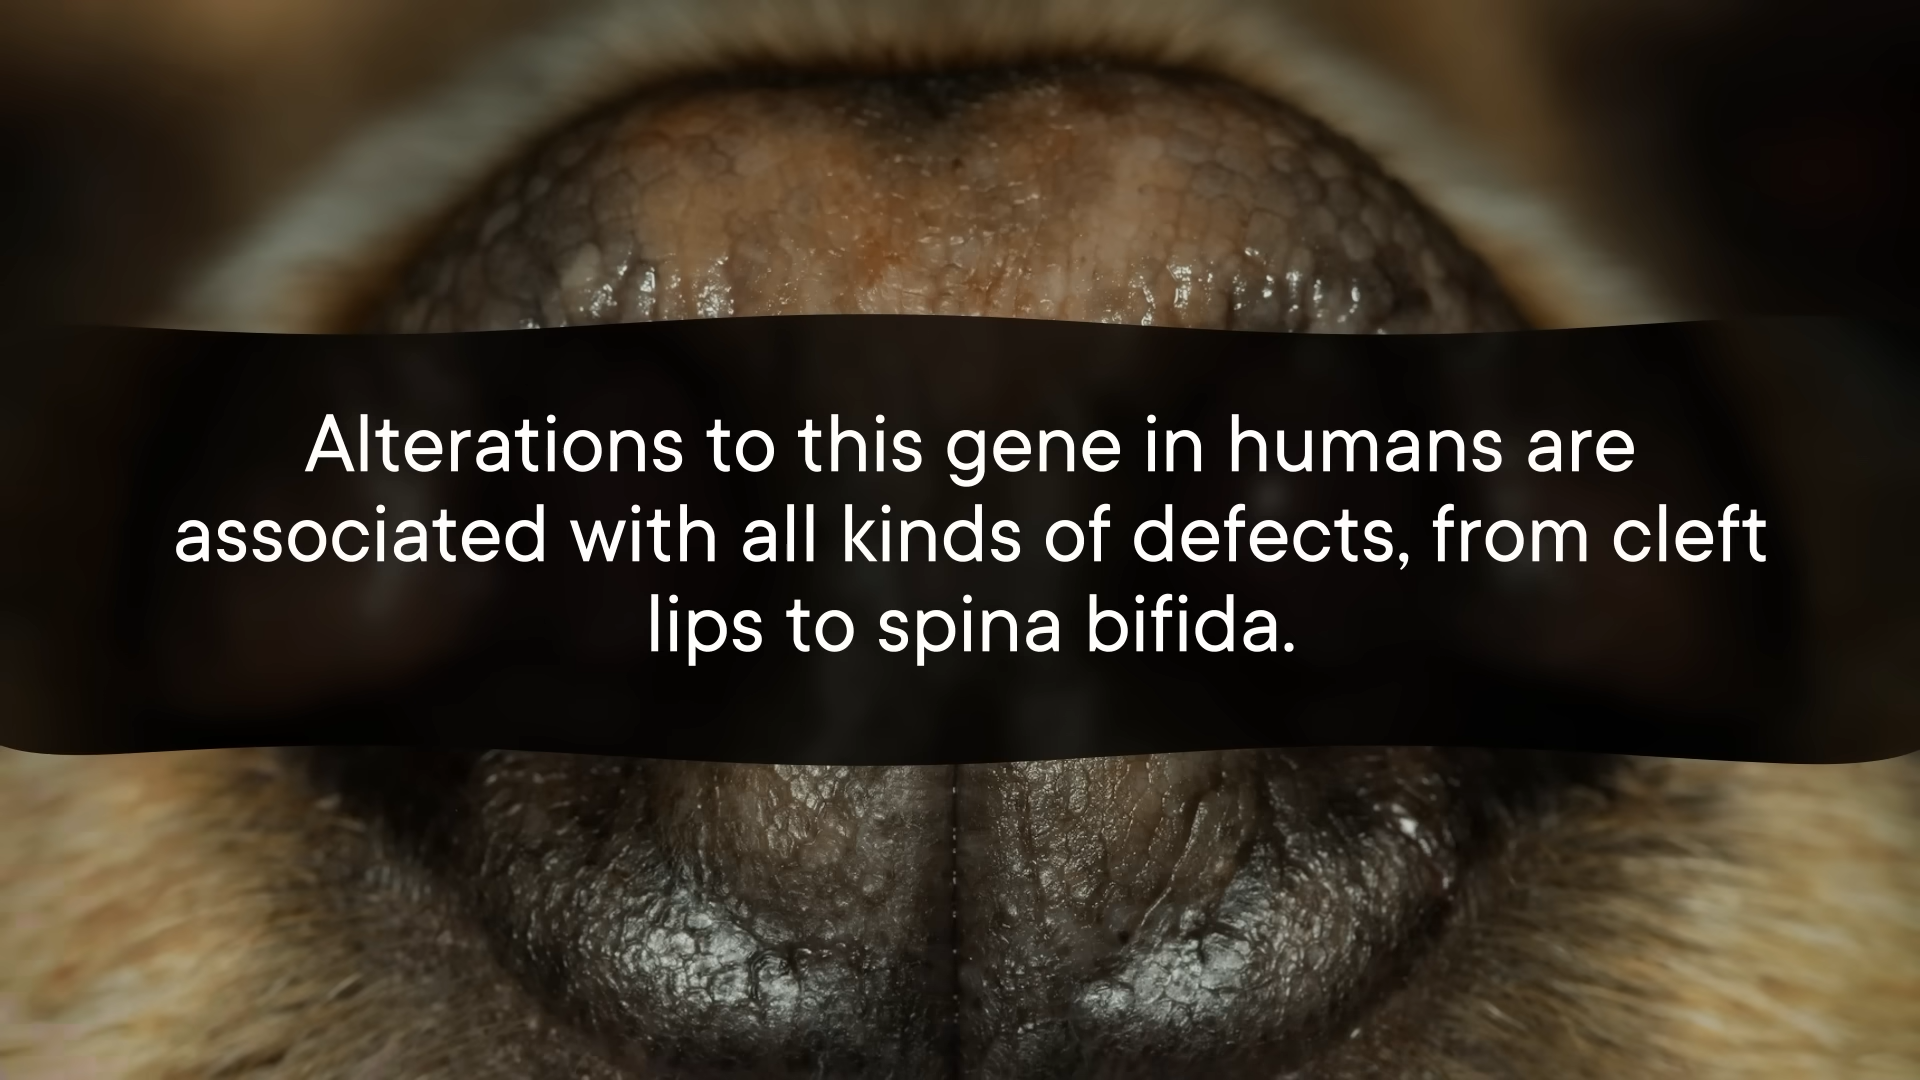 Alterations to this gene in humans are
associated with all kinds of defects, from cleft
lips to spina bifida.